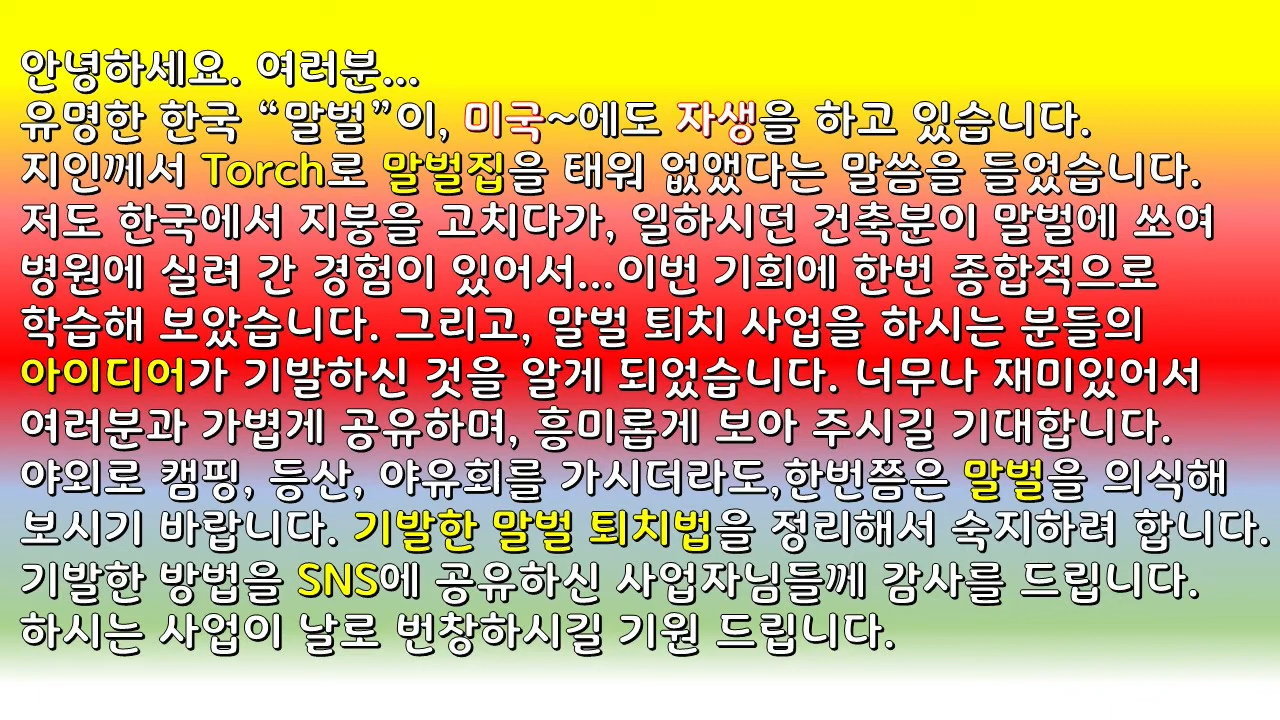 안녕하세요. 여러분...
유명한 한국 “말벌”이, 미국~에도 자생을 하고 있습니다.
지인께서 Torch로 말벌집을 태워 없앴다는 말씀을 들었습니다.
저도 한국에서 지붕을 고치다가, 일하시던 건축분이 말벌에 쏘여
병원에 실려 간 경험이 있어서...이번 기회에 한번 종합적으로
학습해 보았습니다. 그리고, 말벌 퇴치 사업을 하시는 분들의
아이디어가 기발하신 것을 알게 되었습니다. 너무나 재미있어서
여러분과 가볍게 공유하며, 흥미롭게 보아 주시길 기대합니다.
야외로 캠핑, 등산, 야유회를 가시더라도,한번쯤은 말벌을 의식해
보시기 바랍니다. 기발한 말벌 퇴치법을 정리해서 숙지하려 합니다.
기발한 방법을 SNS에 공유하신 사업자님들께 감사를 드립니다.
하시는 사업이 날로 번창하시길 기원 드립니다.